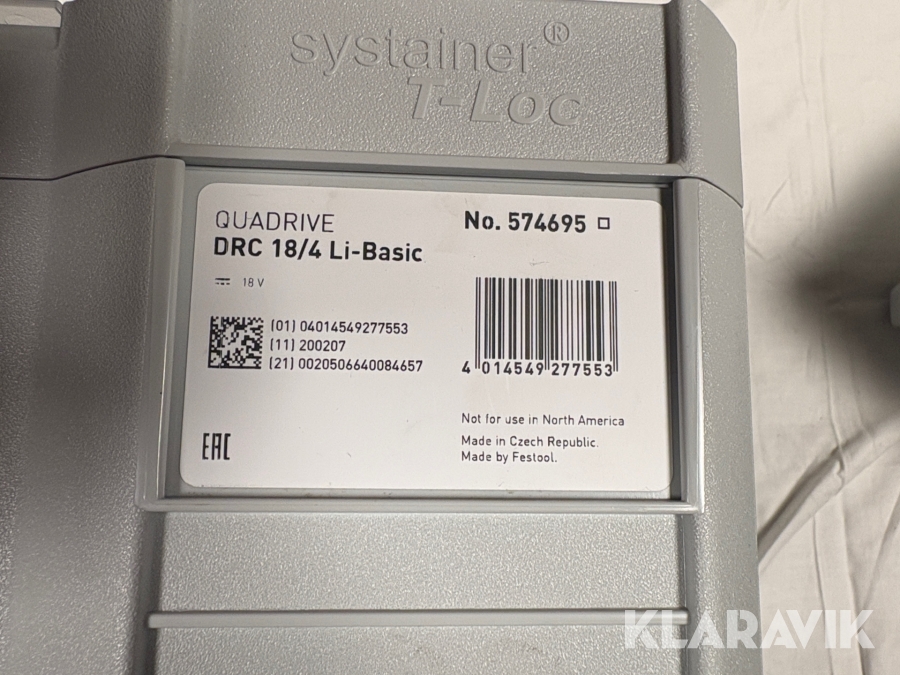 systainer®
T-Loc
QUADRIVE
DRC 18/4 Li-Basic
No. 574695
18 V
(01) 04014549277553
(11) 200207
(21) 0020506640084657
4 014549 277553
EAC
Not for use in North America
Made in Czech Republic.
Made by Festool.
KLARAVIK